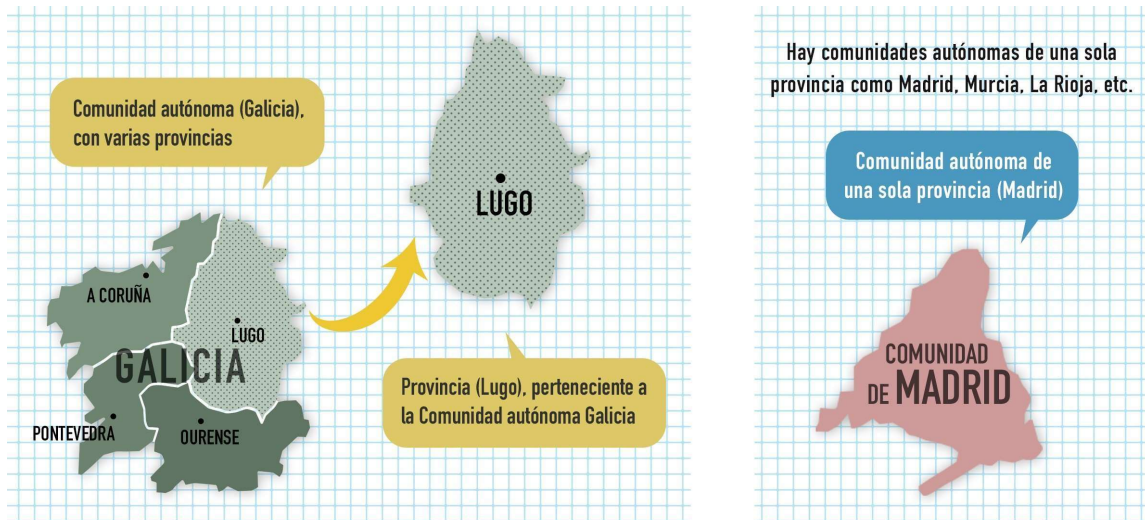 Comunidad autónoma (Galicia),
con varias provincias
A CORUÑA
LUGO
GALICIA
PONTEVEDRA
OURENSE
LUGO
Provincia (Lugo), perteneciente a
la Comunidad autónoma Galicia
Hay comunidades autónomas de una sola
provincia como Madrid, Murcia, La Rioja, etc.
Comunidad autónoma de
una sola provincia (Madrid)
COMUNIDAD
DE MADRID